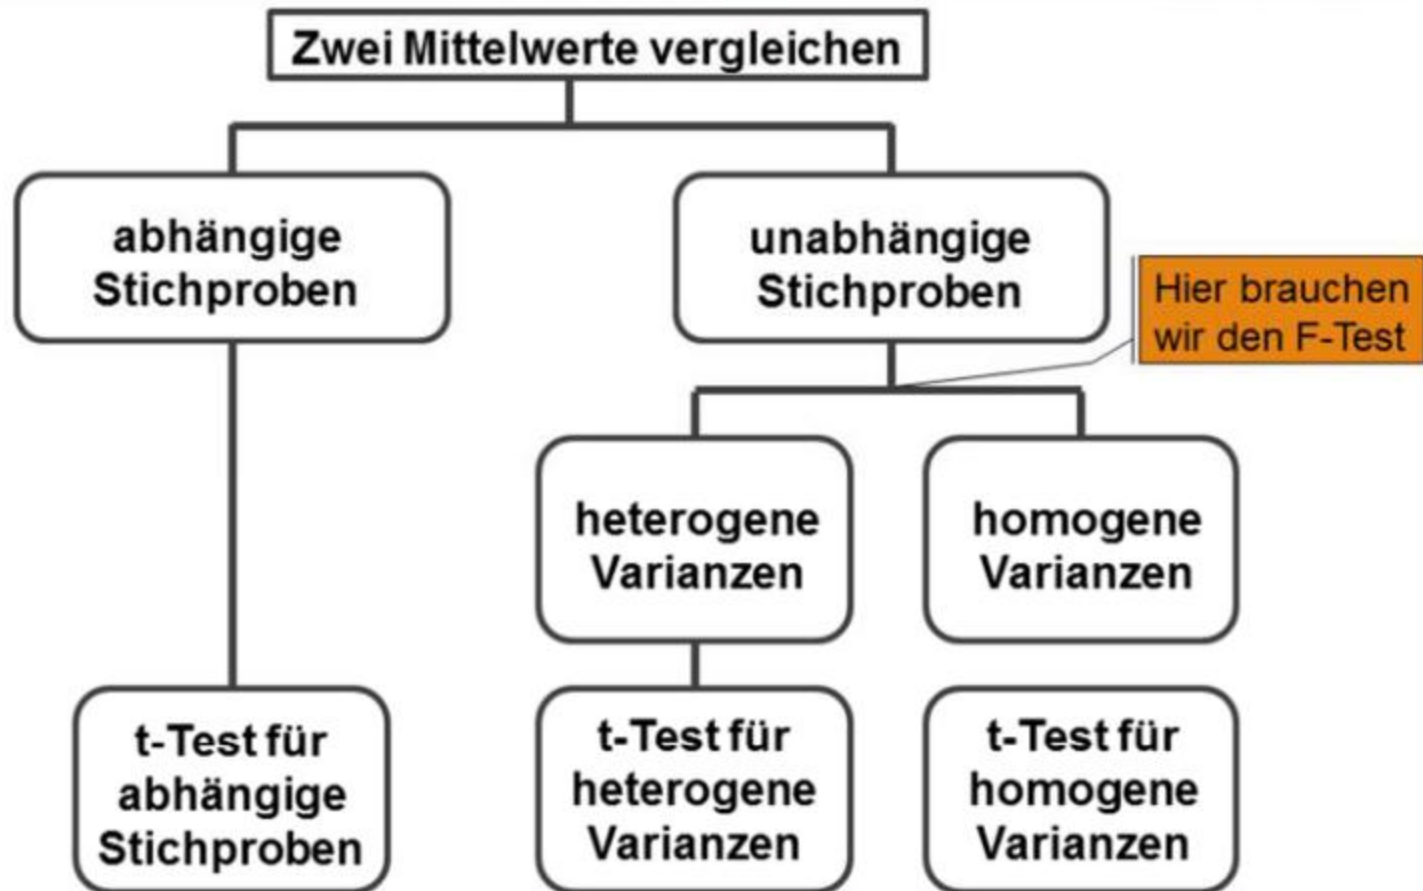 Zwei Mittelwerte vergleichen
abhängige
Stichproben
unabhängige
Stichproben
Hier brauchen
wir den F-Test
heterogene
Varianzen
homogene
Varianzen
t-Test für
abhängige
Stichproben
t-Test für
heterogene
Varianzen
t-Test für
homogene
Varianzen